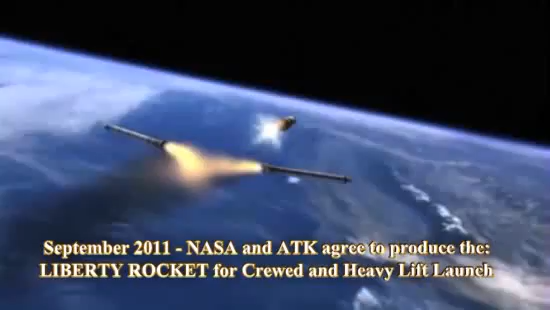 September 2011 - NASA and ATK agree to produce the:
LIBERTY ROCKET for Crewed and Heavy Lift Launch